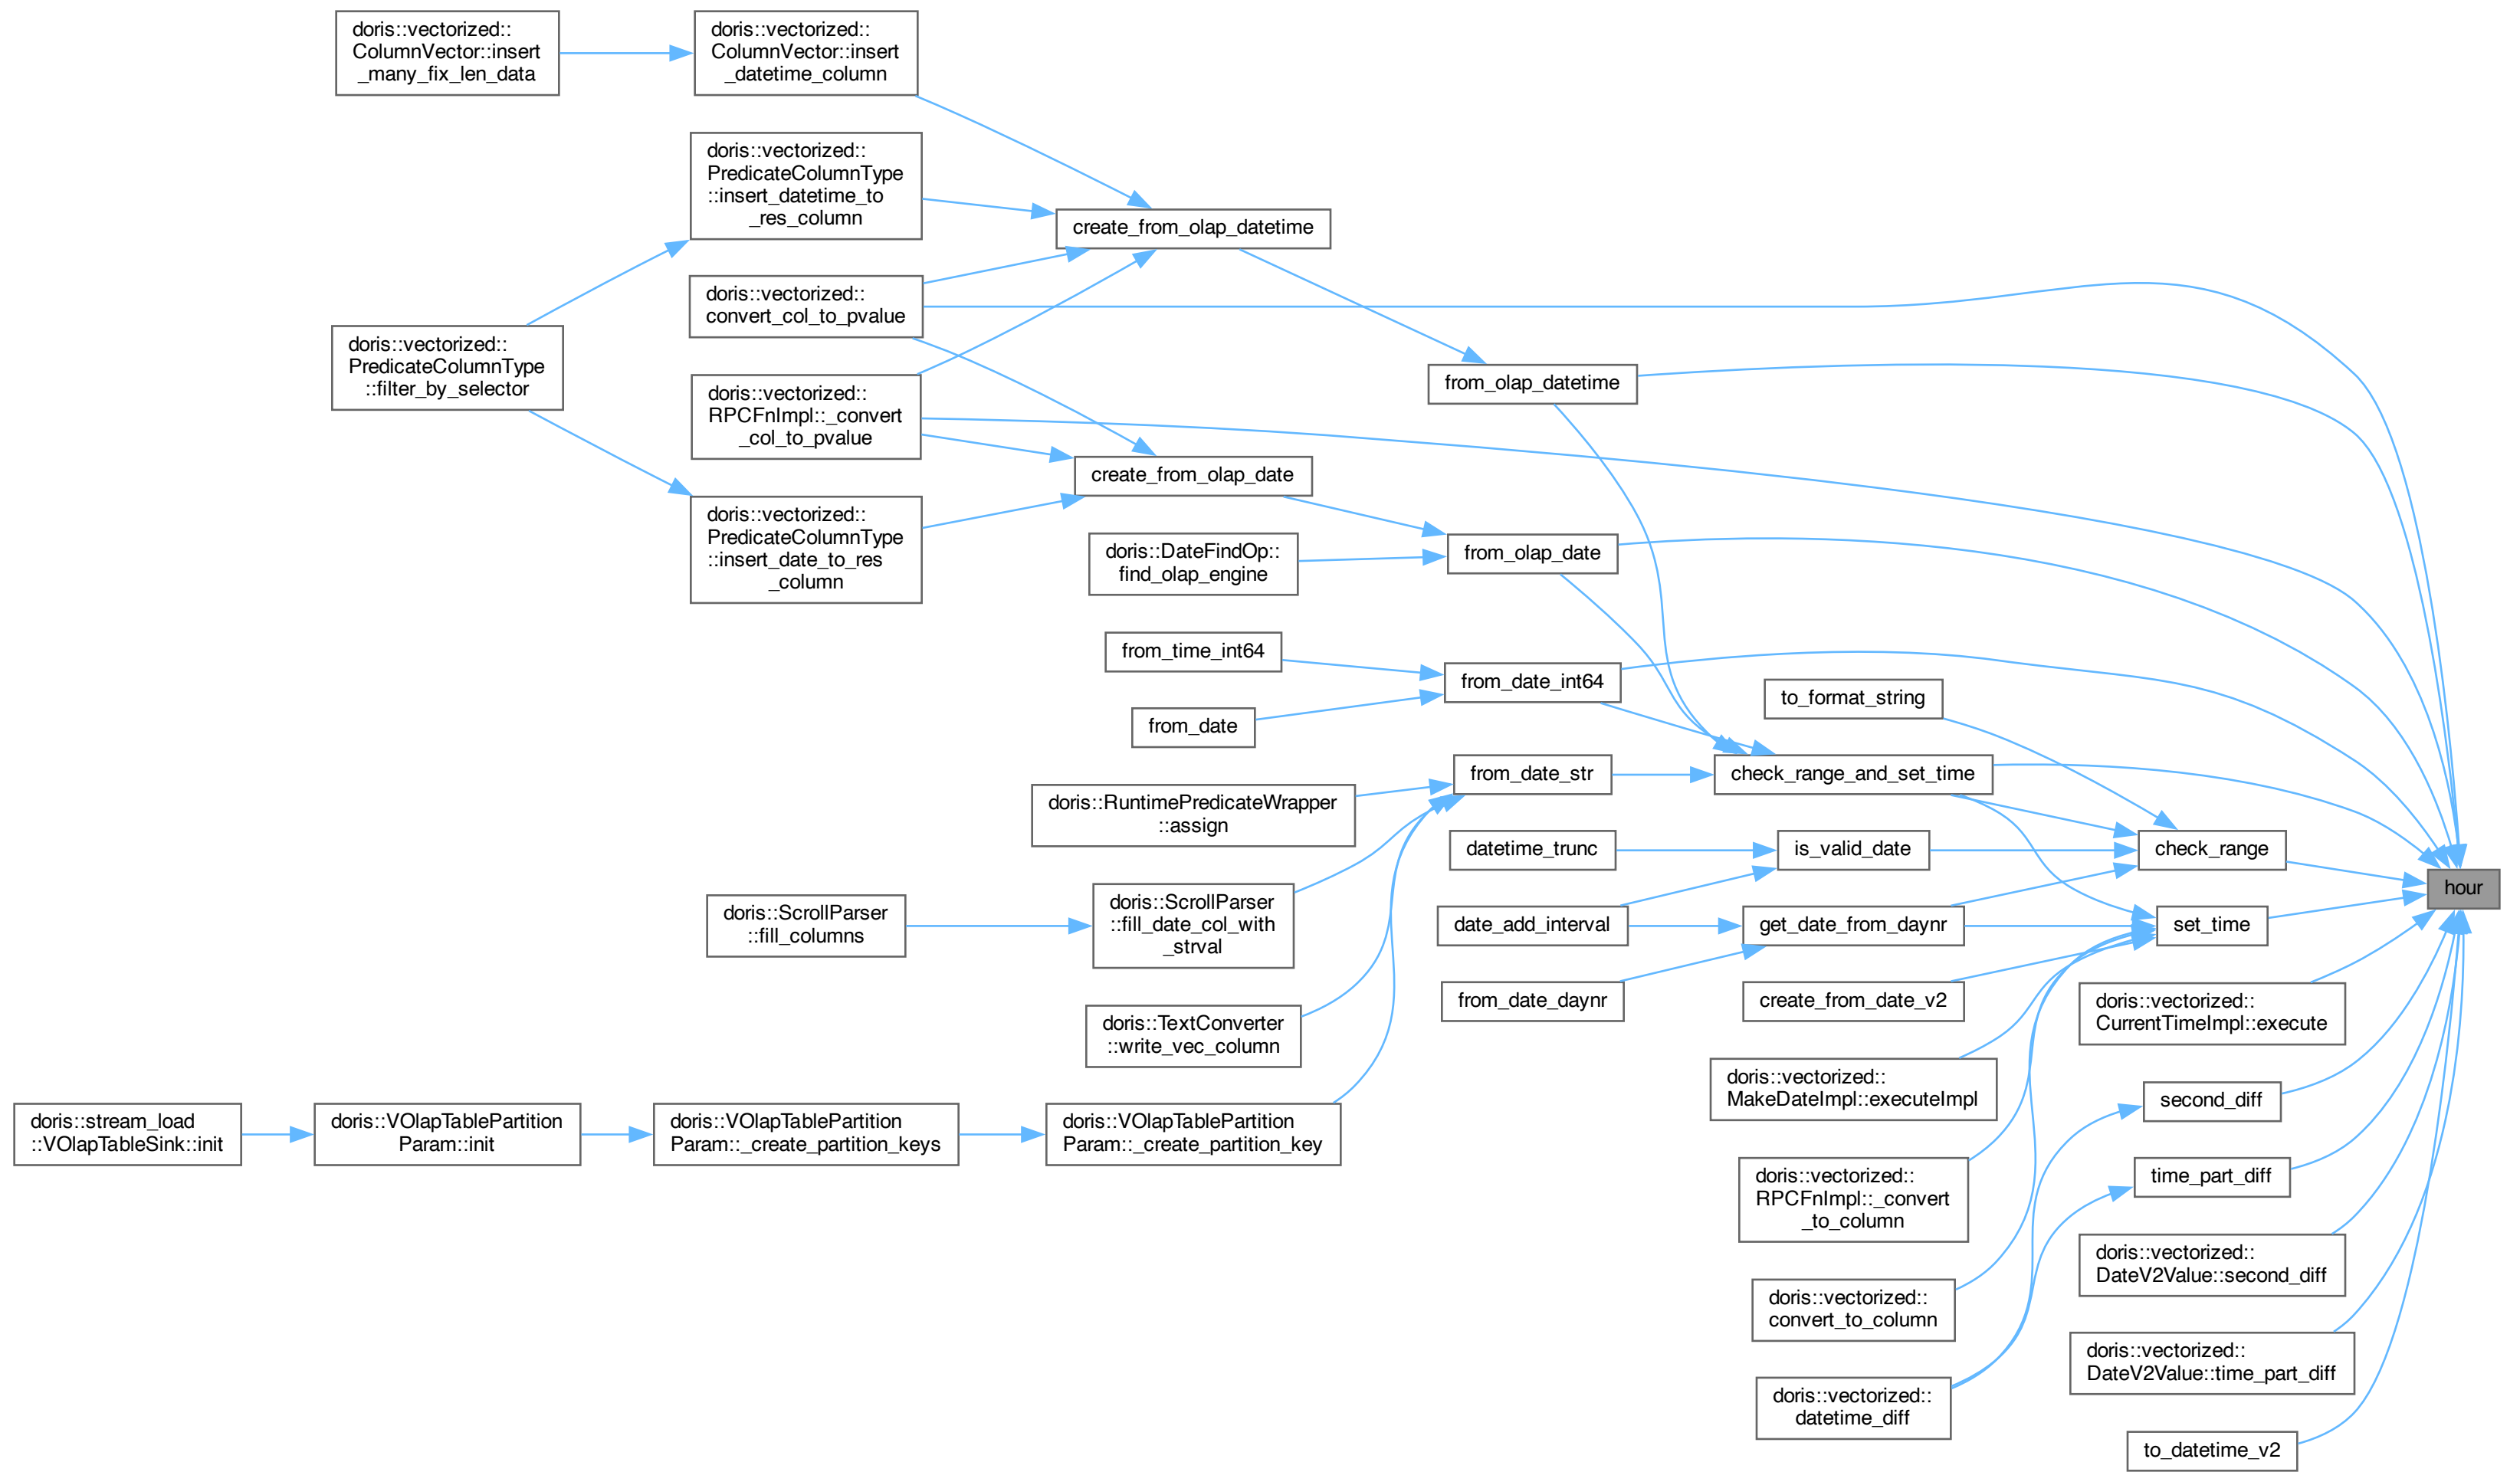 doris::vectorized::
ColumnVector::insert
_many_fix_len_data
doris::vectorized::
ColumnVector::insert
_datetime_column
doris::vectorized::
PredicateColumnType
::insert_datetime_to
_res_column
create_from_olap_datetime
doris::vectorized::
convert_col_to_pvalue
doris::vectorized::
PredicateColumnType
::filter_by_selector
doris::vectorized::
RPCFnImpl::_convert
_col_to_pvalue
from_olap_datetime
create_from_olap_date
doris::vectorized::
PredicateColumnType
::insert_date_to_res
_column
doris::DateFindOp::
find_olap_engine
from_olap_date
from_time_int64
from_date_int64
to_format_string
from_date
from_date_str
check_range_and_set_time
doris::RuntimePredicateWrapper
::assign
datetime_trunc
is_valid_date
check_range
hour
doris::ScrollParser
::fill_columns
doris::ScrollParser
::fill_date_col_with
_strval
date_add_interval
get_date_from_daynr
set_time
from_date_daynr
create_from_date_v2
doris::vectorized::
CurrentTimeImpl::execute
doris::TextConverter
::write_vec_column
doris::vectorized::
MakeDateImpl::executeImpl
second_diff
doris::stream_load
::VOlapTableSink::init
doris::VOlapTablePartition
Param::init
doris::VOlapTablePartition
Param::_create_partition_keys
doris::VOlapTablePartition
Param::_create_partition_key
doris::vectorized::
RPCFnImpl::_convert
_to_column
time_part_diff
doris::vectorized::
DateV2Value::second_diff
doris::vectorized::
convert_to_column
doris::vectorized::
DateV2Value::time_part_diff
doris::vectorized::
datetime_diff
to_datetime_v2